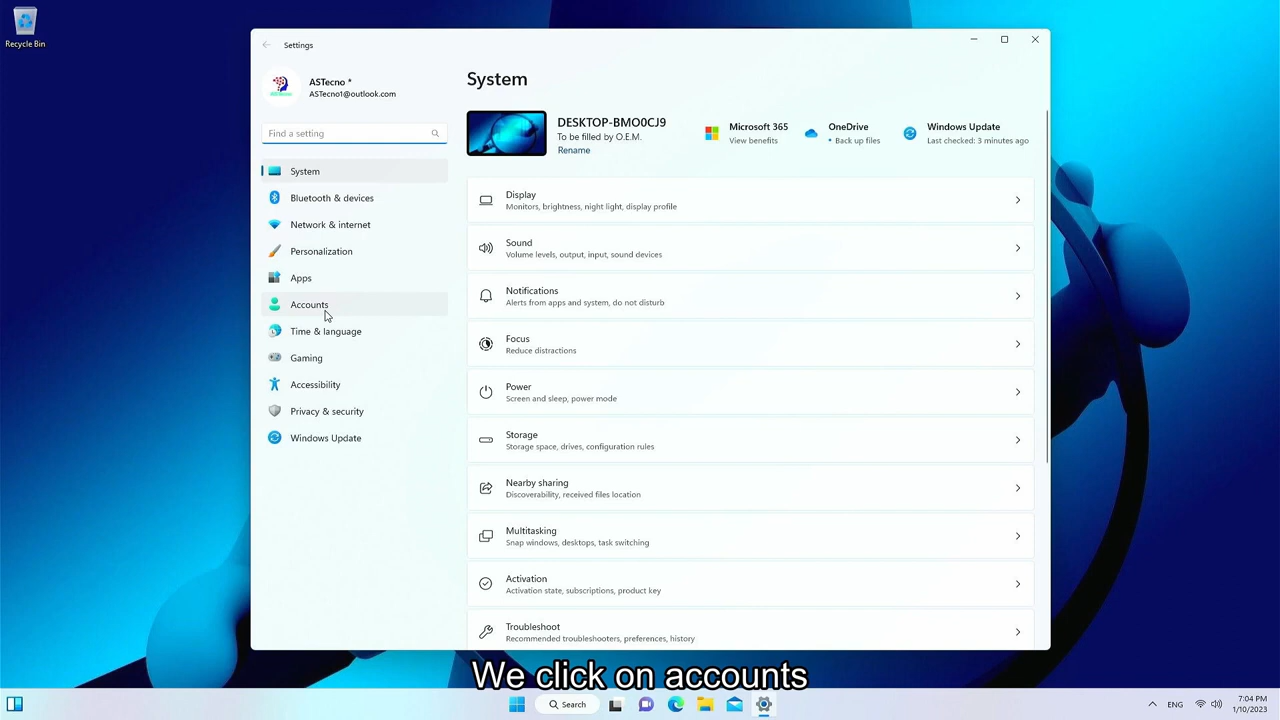 Recycle Bin
Settings
ASTecno *
ASTecno1@outlook.com
Find a setting
System
Bluetooth & devices
Network & internet
Personalization
Apps
Accounts
Time & language
Gaming
Accessibility
Privacy & security
Windows Update
System
DESKTOP-BMO0CJ9
To be filled by O.E.M.
Rename
Microsoft 365
View benefits
OneDrive
• Back up files
Windows Update
Last checked: 3 minutes ago
Display
Monitors, brightness, night light, display profile
Sound
Volume levels, output, input, sound devices
Notifications
Alerts from apps and system, do not disturb
Focus
Reduce distractions
Power
Screen and sleep, power mode
Storage
Storage space, drives, configuration rules
Nearby sharing
Discoverability, received files location
Multitasking
Snap windows, desktops, task switching
Activation
Activation state, subscriptions, product key
Troubleshoot
Recommended troubleshooters, preferences, history
We click on accounts
Search
ENG
7:04 PM
1/10/2023